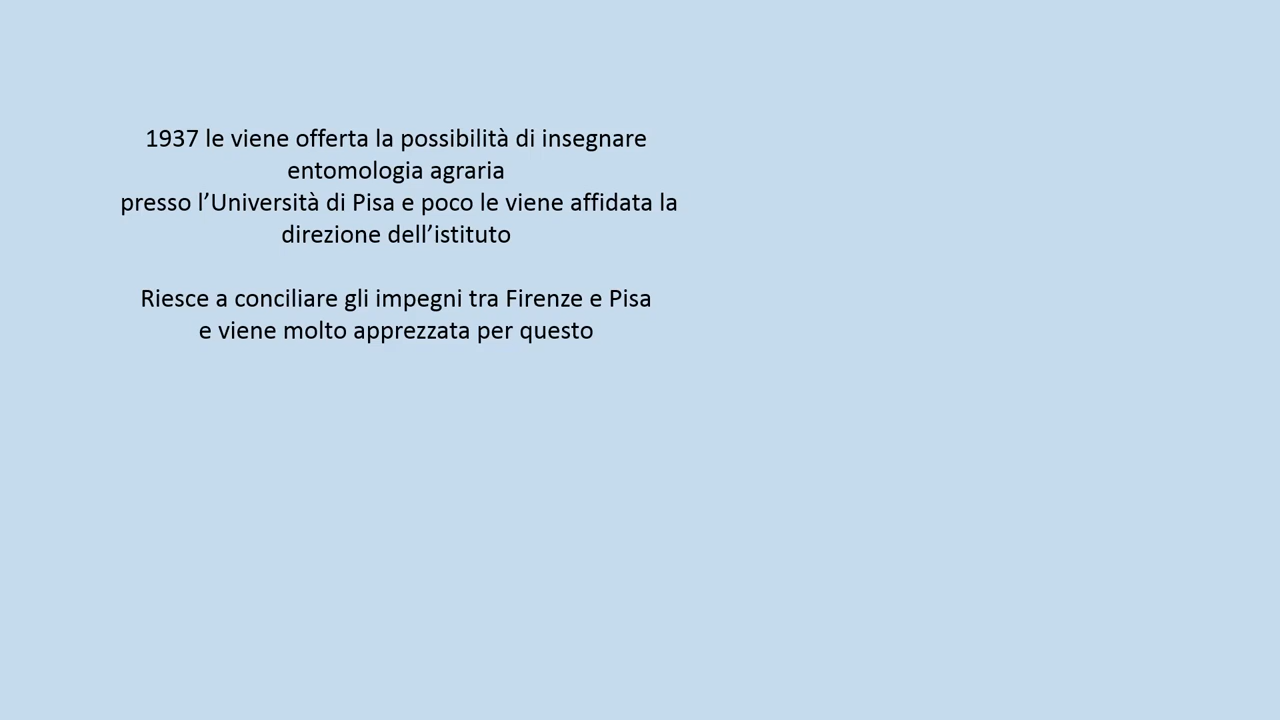 1937 le viene offerta la possibilità di insegnare
entomologia agraria
presso l’Università di Pisa e poco le viene affidata la
direzione dell’istituto
Riesce a conciliare gli impegni tra Firenze e Pisa
e viene molto apprezzata per questo